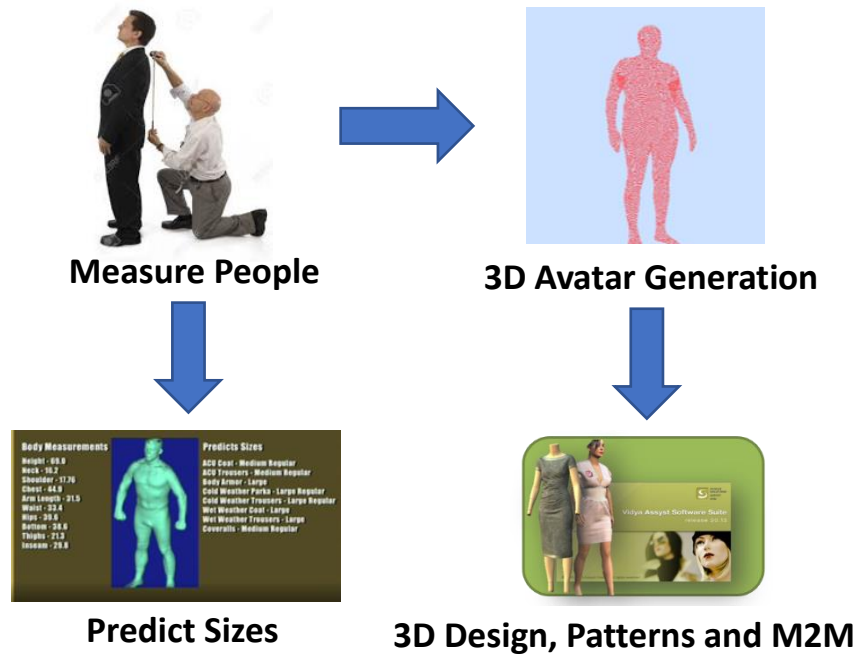 Measure People
3D Avatar Generation
Body Measurements
Height - 69.9
Neck - 16.2
Shoulder - 17.76
Chest - 44.9
Arm Length - 31.5
Waist - 33.4
Hips - 39.6
Bottom - 38.6
Thighs - 21.3
Inseam - 29.8
Predicts Sizes
ACU Coat - Medium Regular
ACU Trousers - Medium Regular
Body Armor - Large
Cold Weather Parka - Large Regular
Cold Weather Trousers - Large Regular
Wet Weather Coat - Large
Wet Weather Trousers - Large
Coveralls - Medium Regular
Vidya Assyst Software Suite
Predict Sizes
3D Design, Patterns and M2M